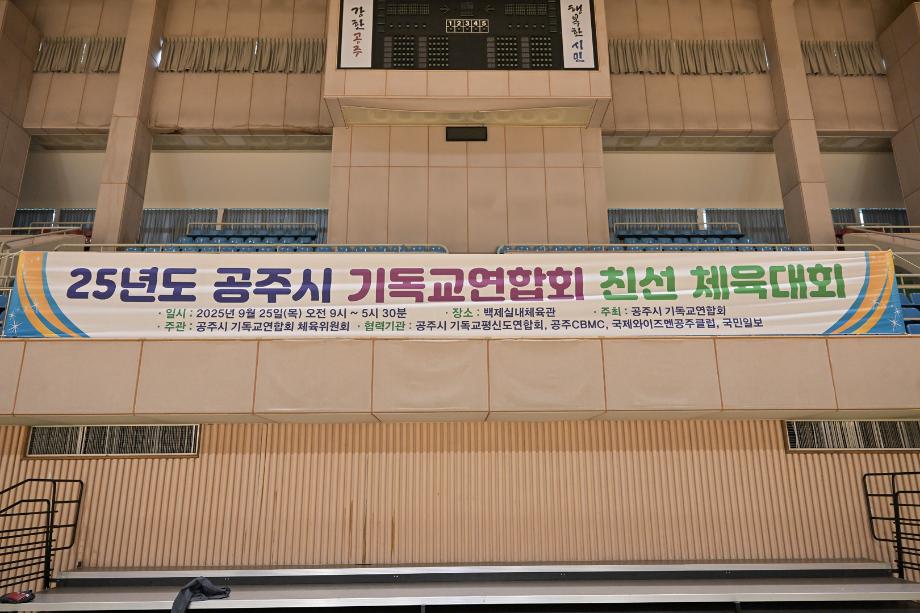 강한공주
1 2 3 4 5
행복한시민
25년도 공주시 기독교연합회 친선 체육대회
· 일시 : 2025년 9월 25일(목) 오전 9시 ~ 5시 30분 · 장소 : 백제실내체육관 · 주최 : 공주시 기독교연합회
· 주관 : 공주시 기독교연합회 체육위원회 · 협력기관 : 공주시 기독교평신도연합회, 공주CBMC, 국제와이즈멘공주클럽, 국민일보